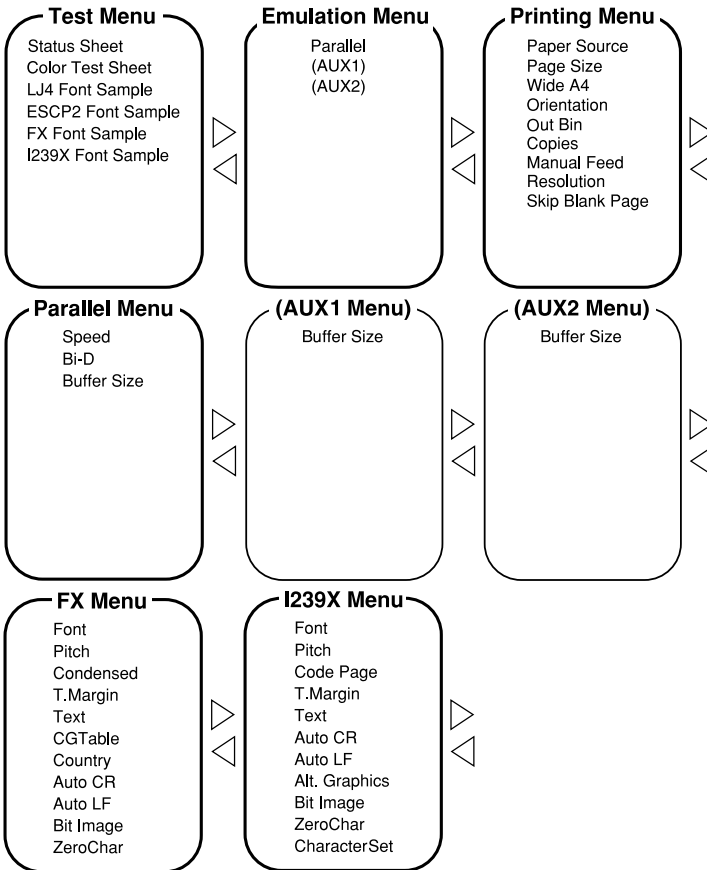 Test Menu
Status Sheet
Color Test Sheet
LJ4 Font Sample
ESCP2 Font Sample
FX Font Sample
I239X Font Sample
Emulation Menu
Parallel
(AUX1)
(AUX2)
Printing Menu
Paper Source
Page Size
Wide A4
Orientation
Out Bin
Copies
Manual Feed
Resolution
Skip Blank Page
Parallel Menu
Speed
Bi-D
Buffer Size
(AUX1 Menu)
Buffer Size
(AUX2 Menu)
Buffer Size
FX Menu
Font
Pitch
Condensed
T.Margin
Text
CGTable
Country
Auto CR
Auto LF
Bit Image
ZeroChar
I239X Menu
Font
Pitch
Code Page
T.Margin
Text
Auto CR
Auto LF
Alt. Graphics
Bit Image
ZeroChar
CharacterSet